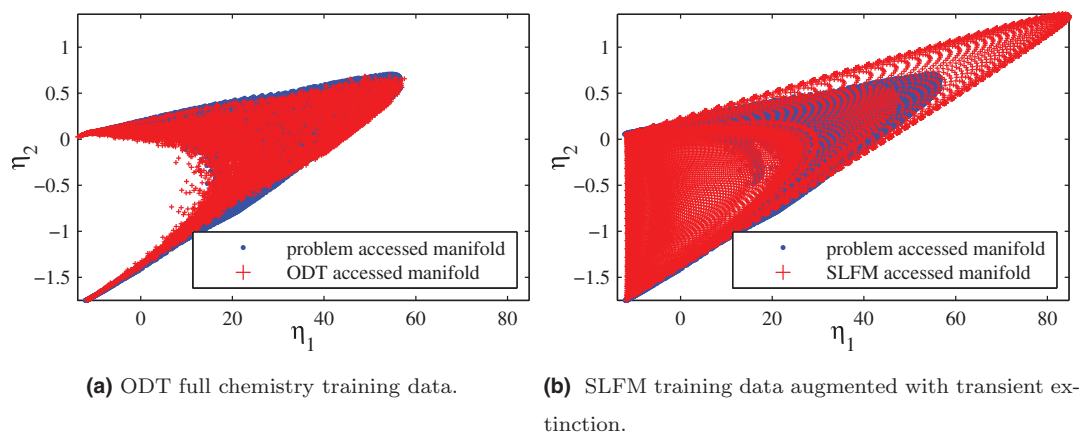 1
0.5
0
−0.5
−1
−1.5
η2
0 20 40 60 80
η1
problem accessed manifold
ODT accessed manifold
(a) ODT full chemistry training data.
1
0.5
0
−0.5
−1
−1.5
η2
0 20 40 60 80
η1
problem accessed manifold
SLFM accessed manifold
(b) SLFM training data augmented with transient ex-
tinction.